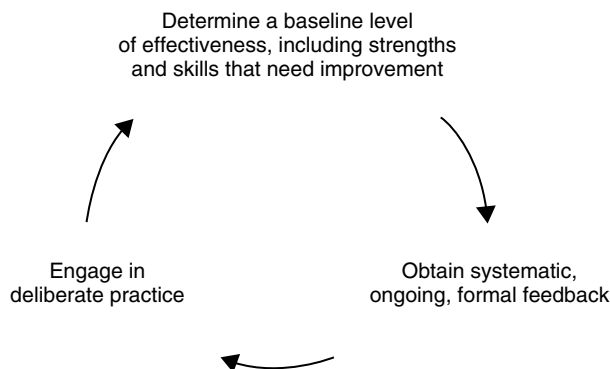 Determine a baseline level
of effectiveness, including strengths
and skills that need improvement
Obtain systematic,
ongoing, formal feedback
Engage in
deliberate practice